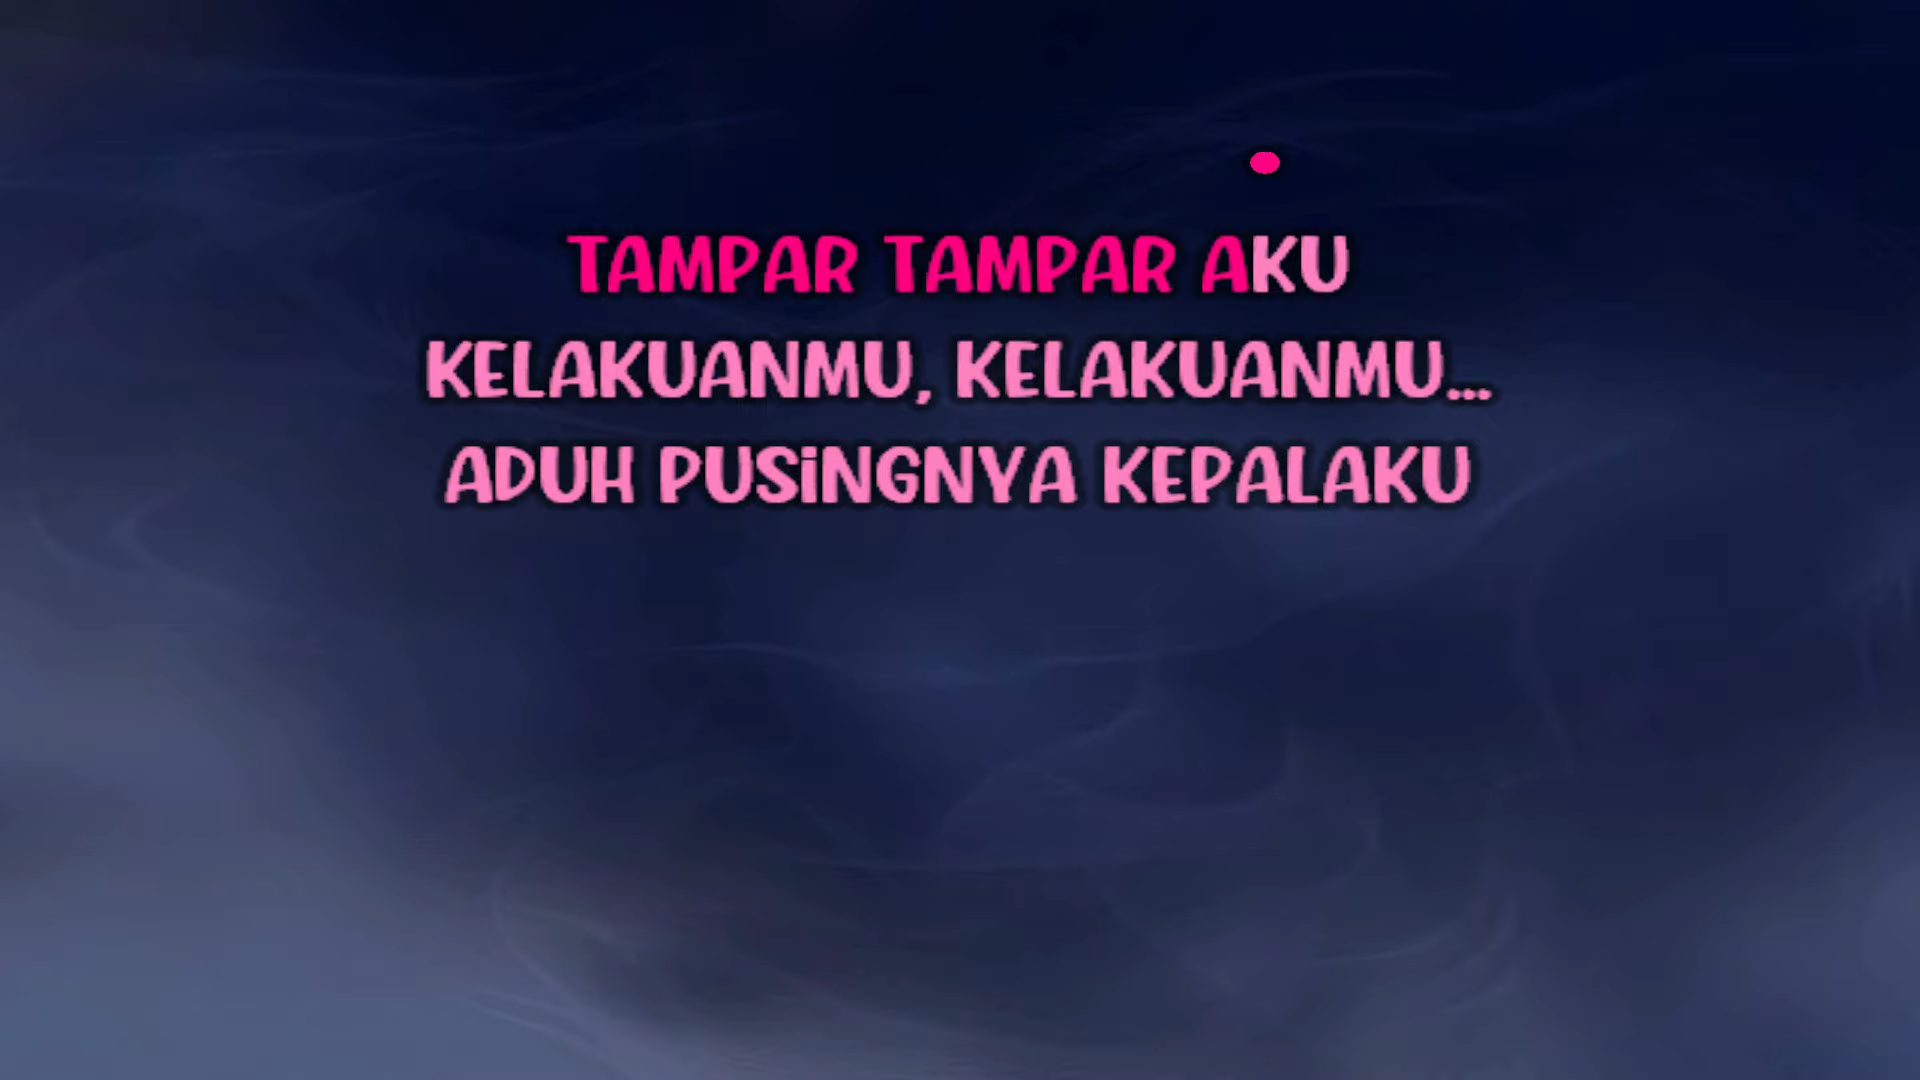 TAMPAR TAMPAR AKU
KELAKUANMU, KELAKUANMU...
ADUH PUSiNGNYA KEPALAKU